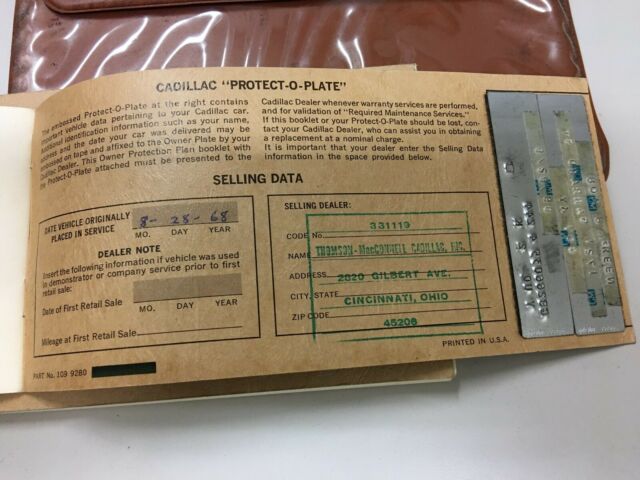 CADILLAC "PROTECT-O-PLATE"
The embossed Protect-O-Plate at the right contains
important vehicle data pertaining to your Cadillac car.
Additional identification information such as your name,
address and the date your car was delivered may be
embossed on tape and affixed to the Owner Plate by your
Cadillac Dealer. This Owner Protection Plan booklet with
the Protect-O-Plate attached must be presented to the
Cadillac Dealer whenever warranty services are performed,
and for validation of "Required Maintenance Services."
If this booklet or your Protect-O-Plate should be lost, con-
tact your Cadillac Dealer, who can assist you in obtaining
a replacement at a nominal charge.
It is important that your dealer enter the Selling Data
information in the space provided below.
SELLING DATA
DATE VEHICLE ORIGINALLY
PLACED IN SERVICE
8- 28- 68
MO. DAY YEAR
DEALER NOTE
Insert the following information if vehicle was used
in demonstrator or company service prior to first
retail sale:
Date of First Retail Sale
MO. DAY YEAR
Mileage at First Retail Sale
SELLING DEALER:
CODE No. 331119
NAME THOMSON-MacCONNELL CADILLAC, INC.
ADDRESS 2820 GILBERT AVE.
CITY, STATE CINCINNATI, OHIO
ZIP CODE 45206
PRINTED IN U.S.A.
PART No. 109 9280